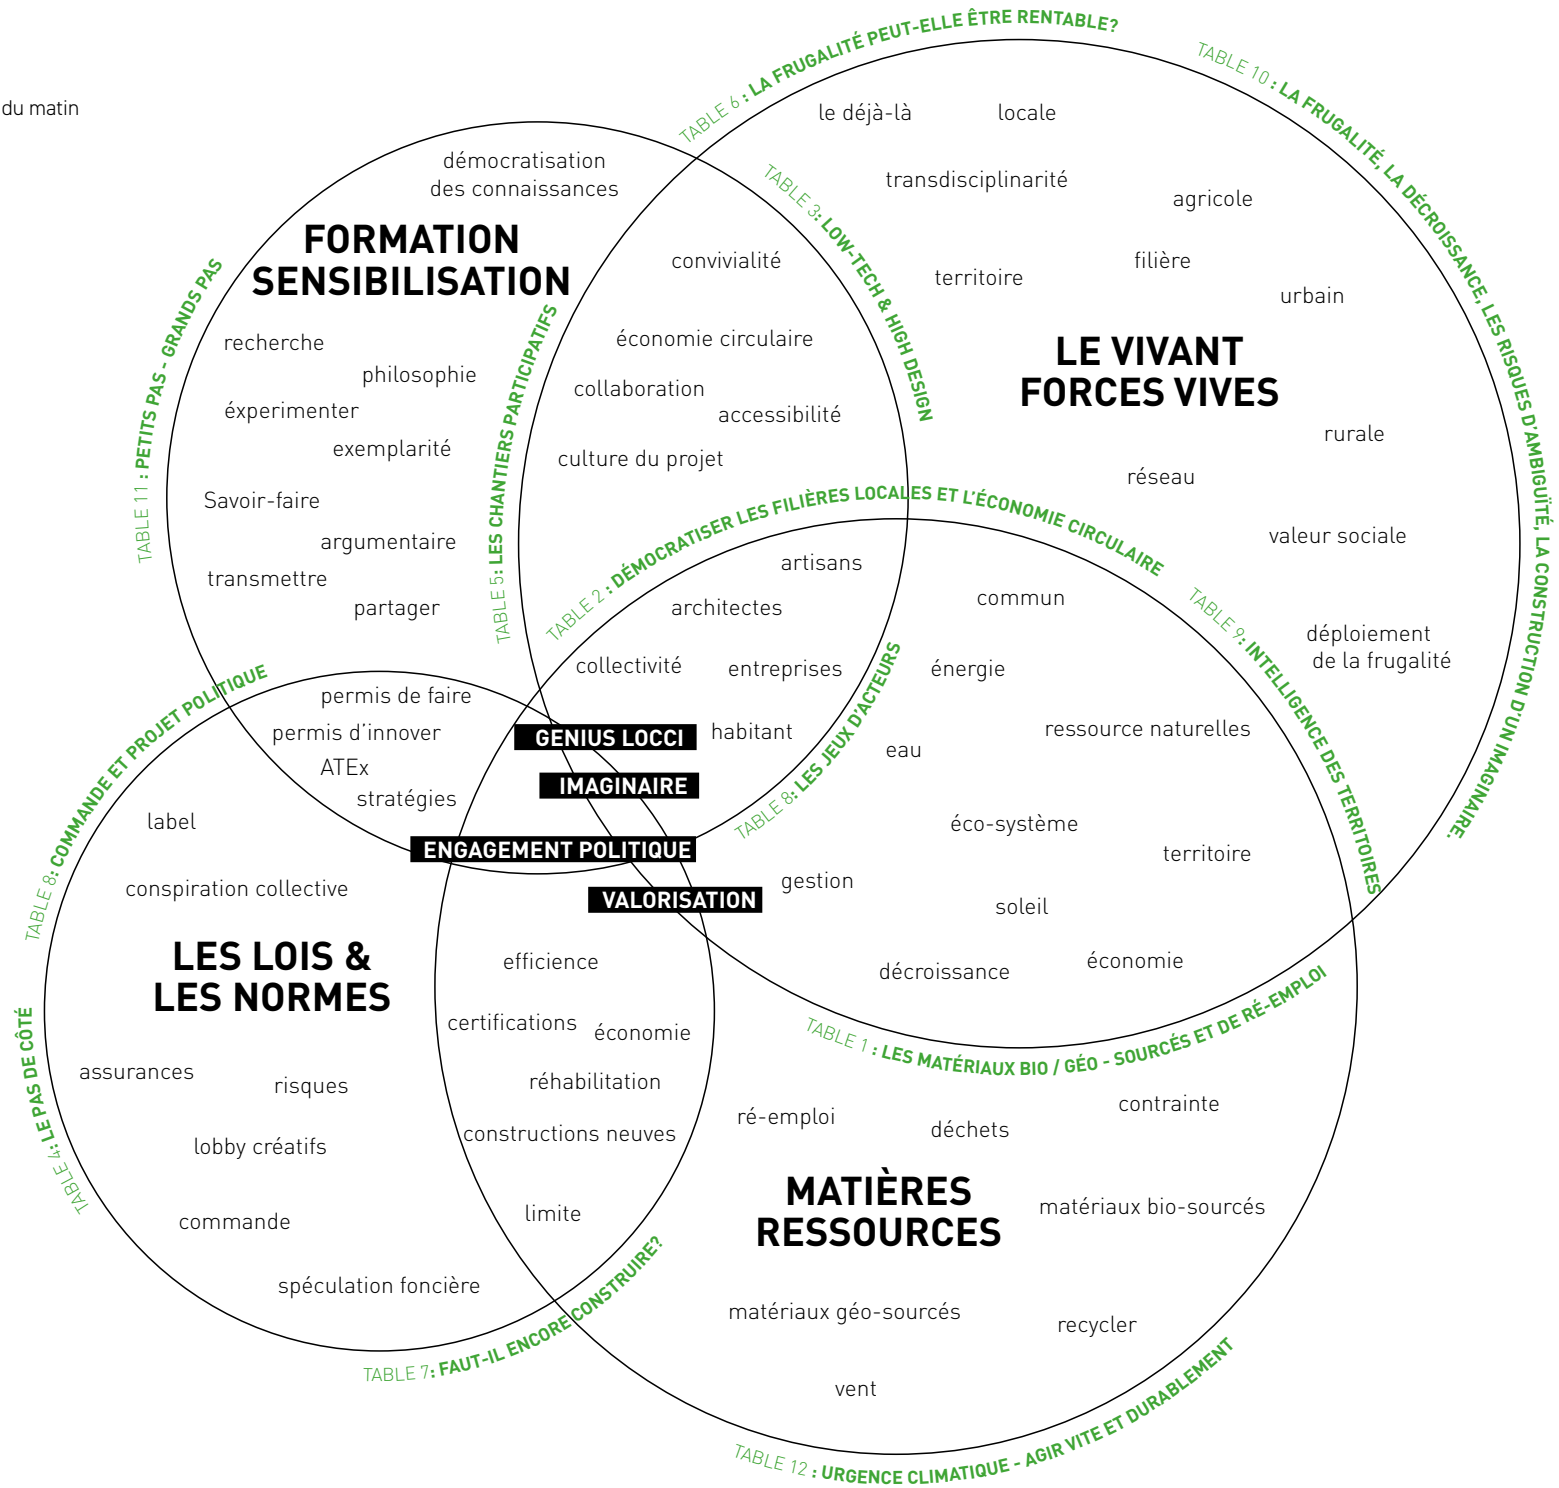 TABLE 6 : LA FRUGALITÉ PEUT-ELLE ÊTRE RENTABLE?
TABLE 10 : LA FRUGALITÉ, LA DÉCROISSANCE, LES RISQUES D'AMBIGUÏTÉ, LA CONSTRUCTION D'UN IMAGINAIRE.
du matin
le déjà-là
locale
démocratisation
des connaissances
transdisciplinarité
agricole
TABLE 3: LOW-TECH & HIGH DESIGN
FORMATION
SENSIBILISATION
convivialité
territoire
filière
urbain
TABLE 11 : PETITS PAS - GRANDS PAS
TABLE 5: LES CHANTIERS PARTICIPATIFS
recherche
philosophie
éxperimenter
exemplarité
Savoir-faire
argumentaire
transmettre
partager
économie circulaire
collaboration
accessibilité
culture du projet
LE VIVANT
FORCES VIVES
rurale
réseau
valeur sociale
déploiement
de la frugalité
TABLE 2 : DÉMOCRATISER LES FILIÈRES LOCALES ET L'ÉCONOMIE CIRCULAIRE
artisans
architectes
collectivité
entreprises
habitant
commun
énergie
TABLE 9: INTELLIGENCE DES TERRITOIRES
TABLE 8: LES JEUX D'ACTEURS
ressource naturelles
eau
éco-système
territoire
gestion
soleil
décroissance
économie
TABLE 8: COMMANDE ET PROJET POLITIQUE
permis de faire
permis d'innover
ATEx
stratégies
GENIUS LOCCI
IMAGINAIRE
ENGAGEMENT POLITIQUE
VALORISATION
label
conspiration collective
LES LOIS &
LES NORMES
TABLE 4: LE PAS DE CÔTÉ
assurances
risques
lobby créatifs
commande
spéculation foncière
efficience
certifications
économie
réhabilitation
constructions neuves
limite
TABLE 7: FAUT-IL ENCORE CONSTRUIRE?
TABLE 1 : LES MATÉRIAUX BIO / GÉO - SOURCÉS ET DE RÉ-EMPLOI
ré-emploi
déchets
contrainte
MATIÈRES
RESSOURCES
matériaux bio-sourcés
matériaux géo-sourcés
recycler
vent
TABLE 12 : URGENCE CLIMATIQUE - AGIR VITE ET DURABLEMENT